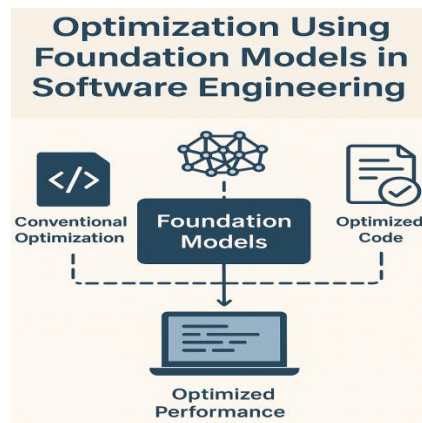 Optimization Using
Foundation Models in
Software Engineering
</>
Conventional
Optimization
Foundation
Models
Optimized
Code
Optimized
Performance